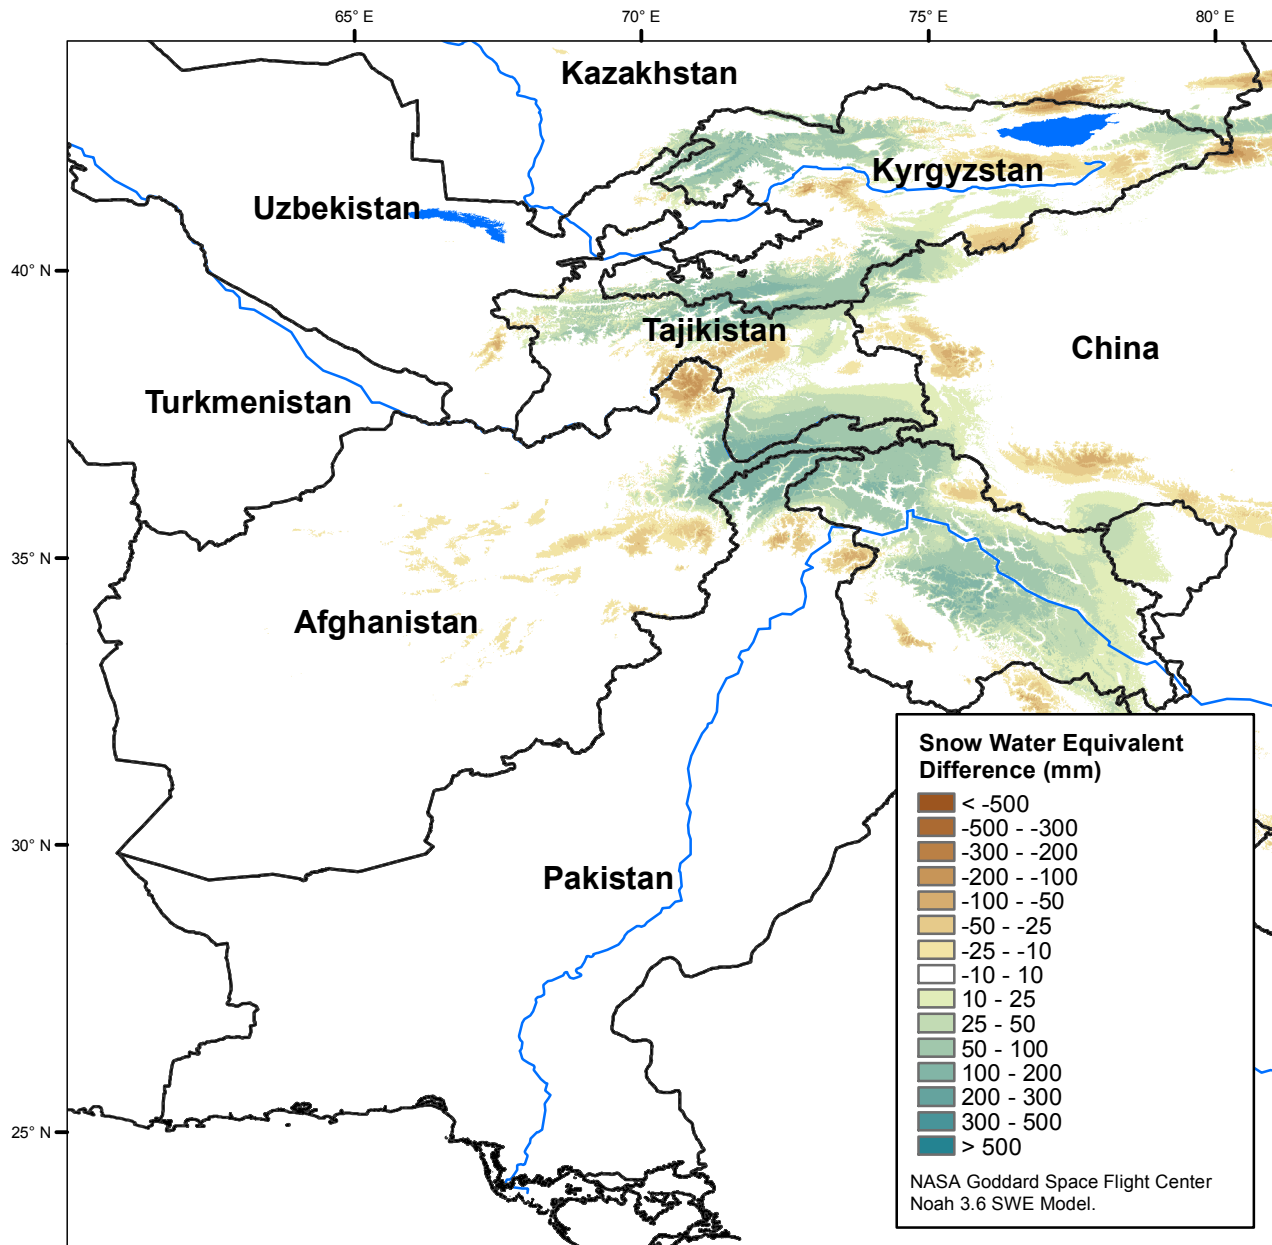 65° E
70° E
75° E
80° E
Kazakhstan
Kyrgyzstan
Uzbekistan
40° N
Tajikistan
China
Turkmenistan
35° N
Afghanistan
Snow Water Equivalent
Difference (mm)
< -500
-500 - -300
-300 - -200
-200 - -100
-100 - -50
-50 - -25
-25 - -10
-10 - 10
10 - 25
25 - 50
50 - 100
100 - 200
200 - 300
300 - 500
> 500
NASA Goddard Space Flight Center
Noah 3.6 SWE Model.
30° N
Pakistan
25° N